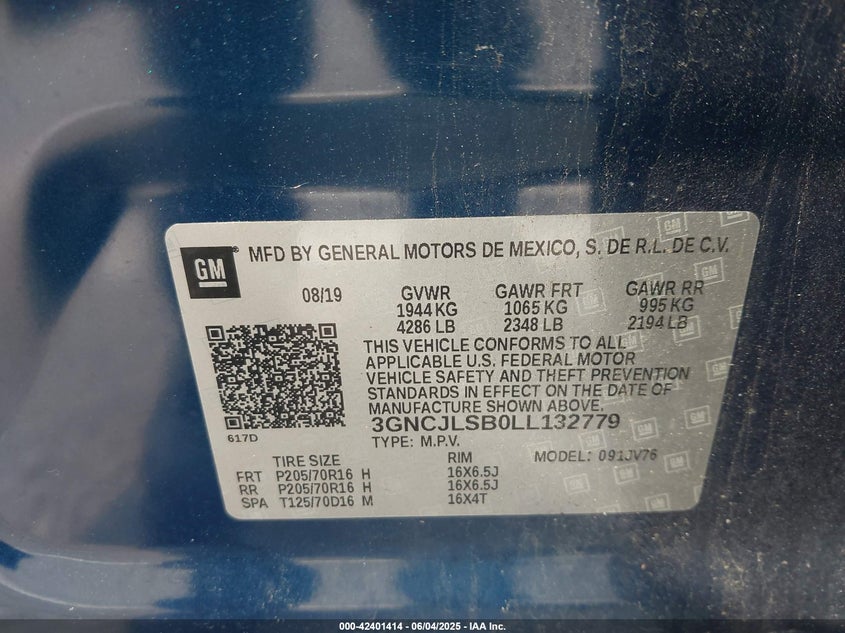 GM® MFD BY GENERAL MOTORS DE MEXICO, S. DE R.L. DE C.V.
08/19 GVWR GAWR FRT GAWR RR
1944 KG 1065 KG 995 KG
4286 LB 2348 LB 2194 LB
THIS VEHICLE CONFORMS TO ALL
APPLICABLE U.S. FEDERAL MOTOR
VEHICLE SAFETY AND THEFT PREVENTION
STANDARDS IN EFFECT ON THE DATE OF
MANUFACTURE SHOWN ABOVE.
3GNCJLSB0LL132779
617D TYPE: M.P.V.
TIRE SIZE RIM MODEL: 091JV76
FRT P205/70R16 H 16X6.5J
RR P205/70R16 H 16X6.5J
SPA T125/70D16 M 16X4T
000-42401414 - 06/04/2025 - IAA Inc.